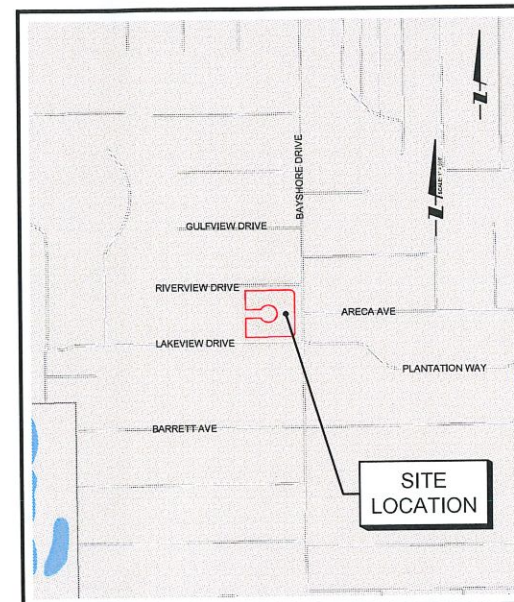 BAYSHORE DRIVE
GULFVIEW DRIVE
RIVERVIEW DRIVE
ARECA AVE
LAKEVIEW DRIVE
PLANTATION WAY
BARRETT AVE
SITE
LOCATION
N
N